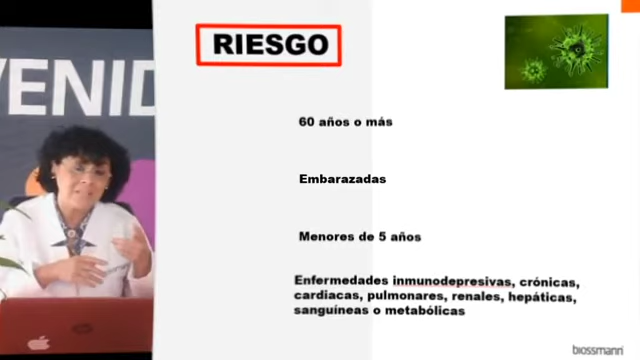 VENID
RIESGO
60 años o más
Embarazadas
Menores de 5 años
Enfermedades inmunodepresivas, crónicas,
cardiacas, pulmonares, renales, hepáticas,
sanguíneas o metabólicas
biossmann